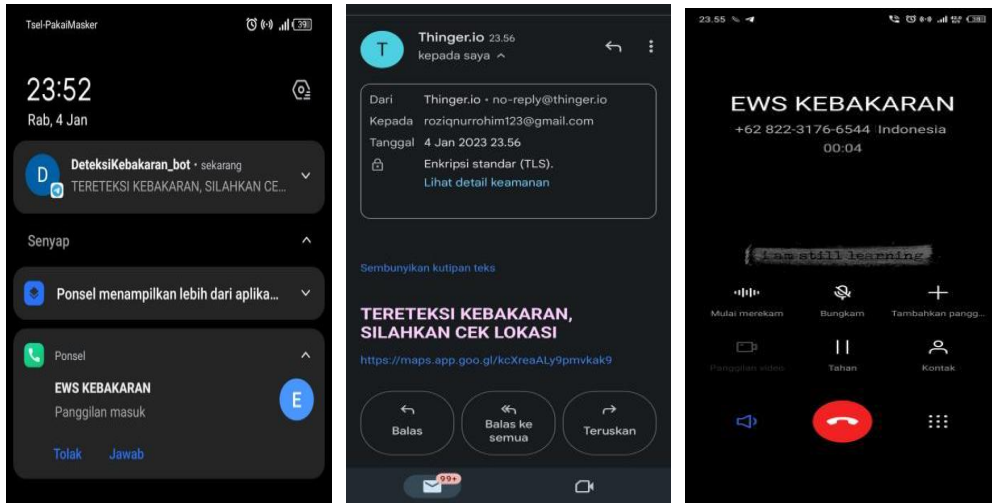 Tsel-PakaiMasker
39
23:52
Rab, 4 Jan
D
DeteksiKebakaran_bot • sekarang
TERETEKSI KEBAKARAN, SILAHKAN CE...
Senyap
Ponsel menampilkan lebih dari aplika...
Ponsel
EWS KEBAKARAN
Panggilan masuk
E
Tolak Jawab
T
Thinger.io 23.56
kepada saya
Dari Thinger.io • no-reply@thinger.io
Kepada roziqnurrohim123@gmail.com
Tanggal 4 Jan 2023 23.56
Enkripsi standar (TLS).
Lihat detail keamanan
Sembunyikan kutipan teks
TERETEKSI KEBAKARAN,
SILAHKAN CEK LOKASI
https://maps.app.goo.gl/kcXreaALy9pmvkak9
Balas
Balas ke
semua
Teruskan
99+
23.55
EWS KEBAKARAN
+62 822-3176-6544 Indonesia
00:04
i am still learning
Mulai merekam Bungkam Tambahkan pangg...
Panggilan video Tahan Kontak